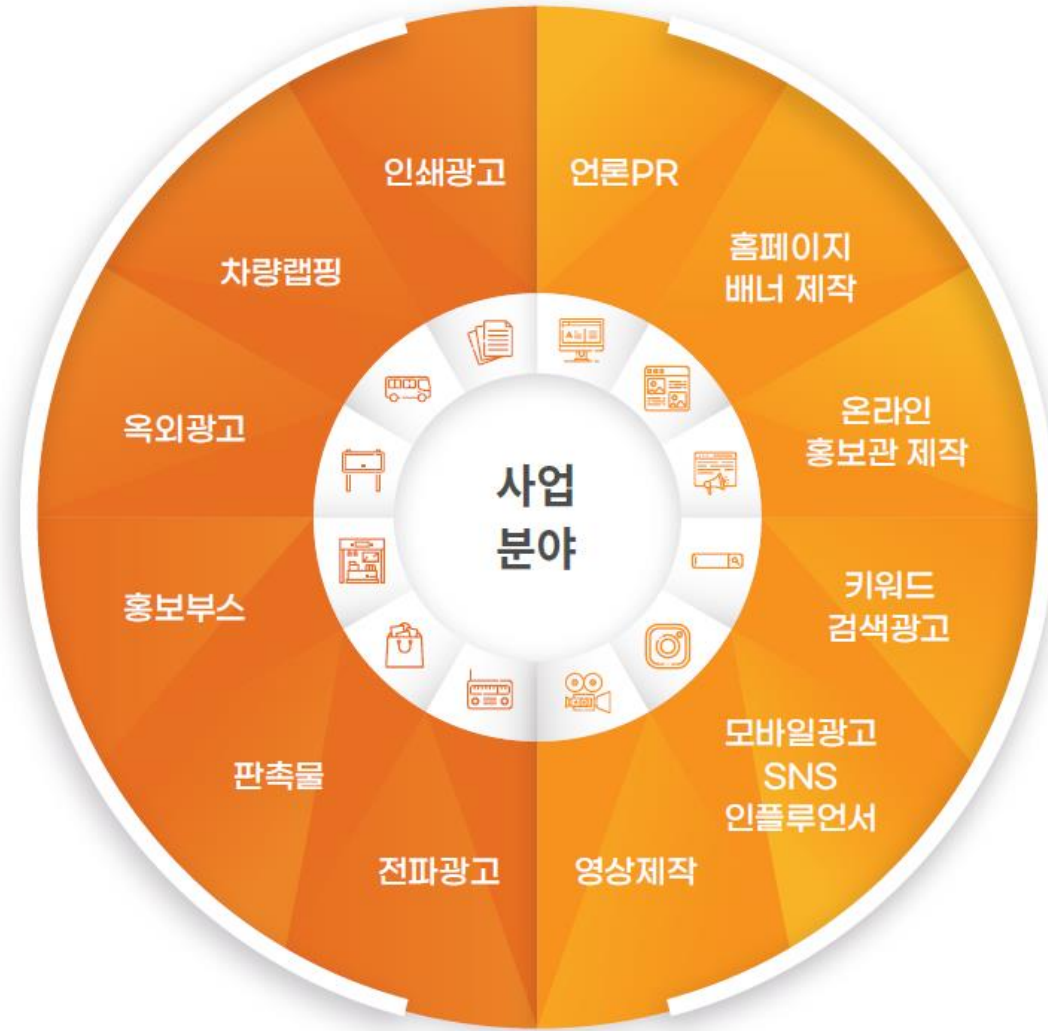 인쇄광고
언론PR
홈페이지
배너 제작
온라인
홍보관 제작
키워드
검색광고
모바일광고
SNS
인플루언서
영상제작
전파광고
판촉물
홍보부스
옥외광고
차량랩핑
사업
분야